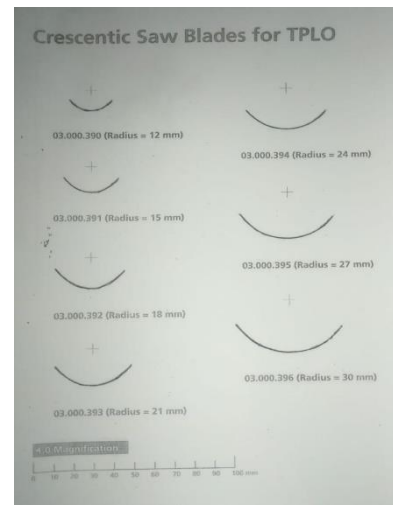 Crescentic Saw Blades for TPLO
03.000.390 (Radius = 12 mm)
03.000.391 (Radius = 15 mm)
03.000.392 (Radius = 18 mm)
03.000.393 (Radius = 21 mm)
03.000.394 (Radius = 24 mm)
03.000.395 (Radius = 27 mm)
03.000.396 (Radius = 30 mm)
Magnification
0 10 20 30 40 50 60 70 80 90 100 mm